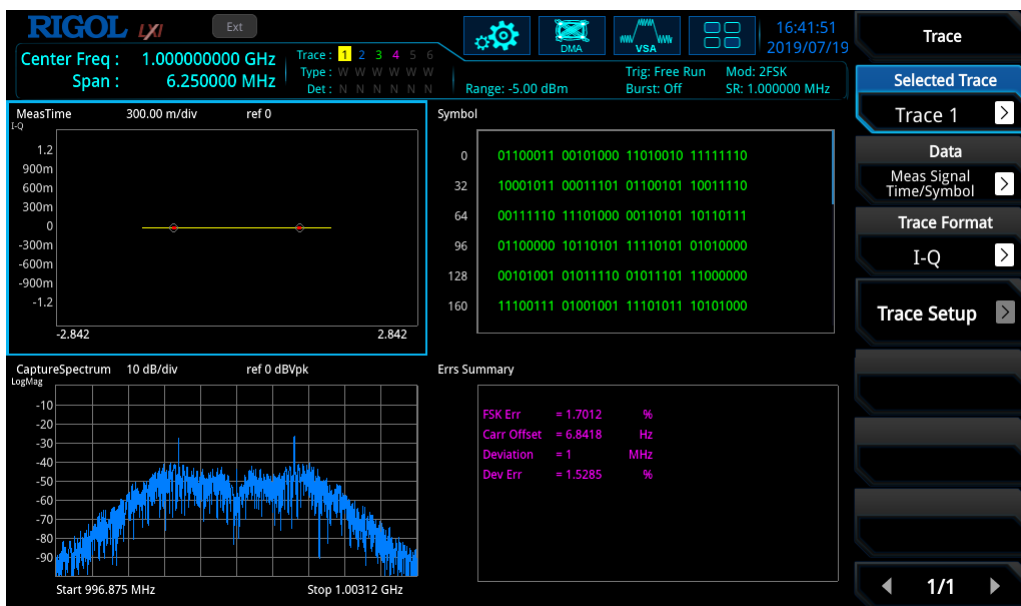 RIGOL LXI Ext
DMA VSA
16:41:51
2019/07/19
Center Freq : 1.000000000 GHz
Span : 6.250000 MHz
Trace : 1 2 3 4 5 6
Type : W W W W W W
Det : N N N N N N
Range: -5.00 dBm
Trig: Free Run Mod: 2FSK
Burst: Off SR: 1.000000 MHz
MeasTime 300.00 m/div ref 0
I-Q
1.2
900m
600m
300m
0
-300m
-600m
-900m
-1.2
-2.842 2.842
Symbol
0 01100011 00101000 11010010 11111110
32 10001011 00011101 01100101 10011110
64 00111110 11101000 00110101 10110111
96 01100000 10110101 11110101 01010000
128 00101001 01011110 01011101 11000000
160 11100111 01001001 11101011 10101000
CaptureSpectrum 10 dB/div ref 0 dBVpk
LogMag
-10
-20
-30
-40
-50
-60
-70
-80
-90
Start 996.875 MHz Stop 1.00312 GHz
Errs Summary
FSK Err = 1.7012 %
Carr Offset = 6.8418 Hz
Deviation = 1 MHz
Dev Err = 1.5285 %
Trace
Selected Trace
Trace 1
Data
Meas Signal
Time/Symbol
Trace Format
I-Q
Trace Setup
1/1